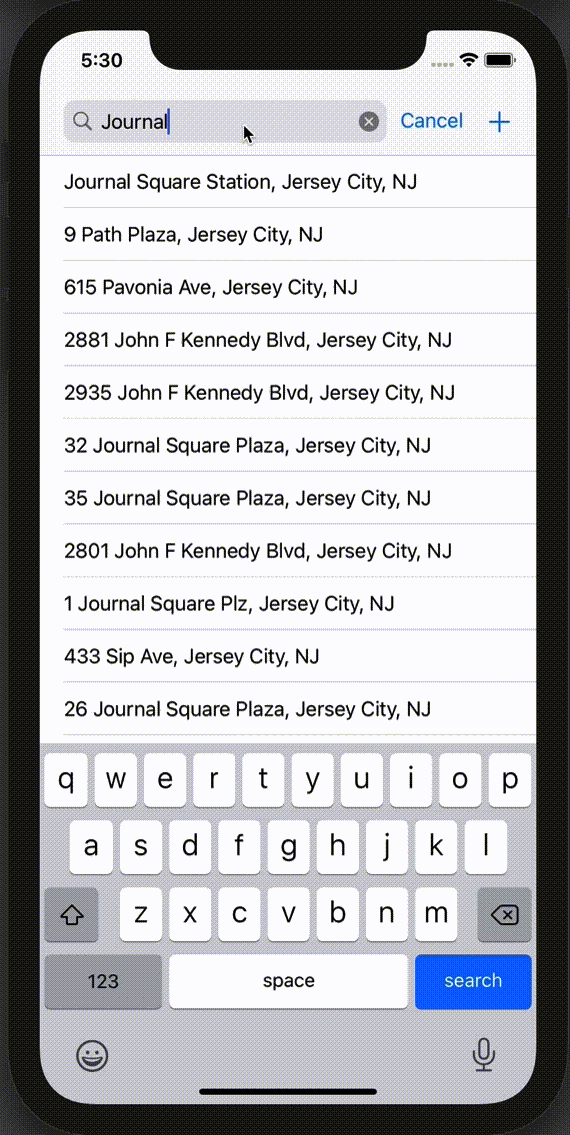 5:30
Journal Cancel
Journal Square Station, Jersey City, NJ
9 Path Plaza, Jersey City, NJ
615 Pavonia Ave, Jersey City, NJ
2881 John F Kennedy Blvd, Jersey City, NJ
2935 John F Kennedy Blvd, Jersey City, NJ
32 Journal Square Plaza, Jersey City, NJ
35 Journal Square Plaza, Jersey City, NJ
2801 John F Kennedy Blvd, Jersey City, NJ
1 Journal Square Plz, Jersey City, NJ
433 Sip Ave, Jersey City, NJ
26 Journal Square Plaza, Jersey City, NJ
q w e r t y u i o p
a s d f g h j k l
z x c v b n m
123 space search